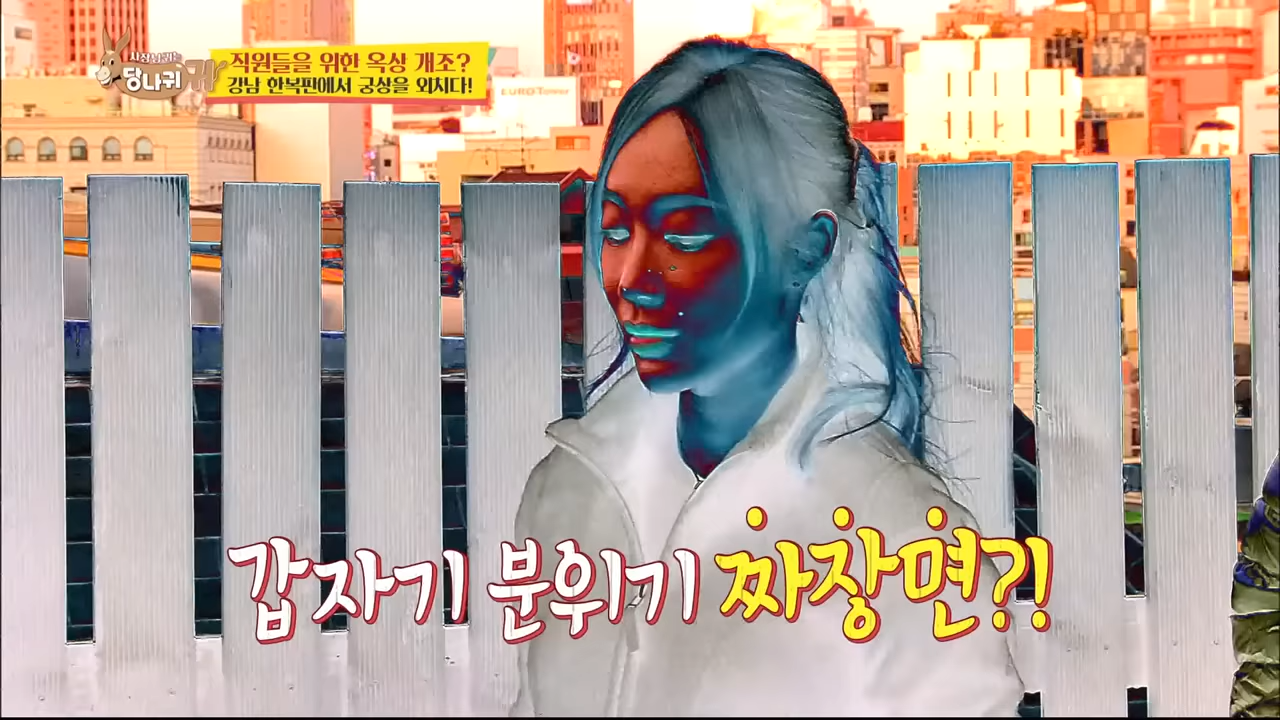 사장님 귀는
당나귀 귀
직원들을 위한 옥상 개조?
강남 한복판에서 궁상을 외치다!
EURO Tower
갑자기 분위기 짜장면?!